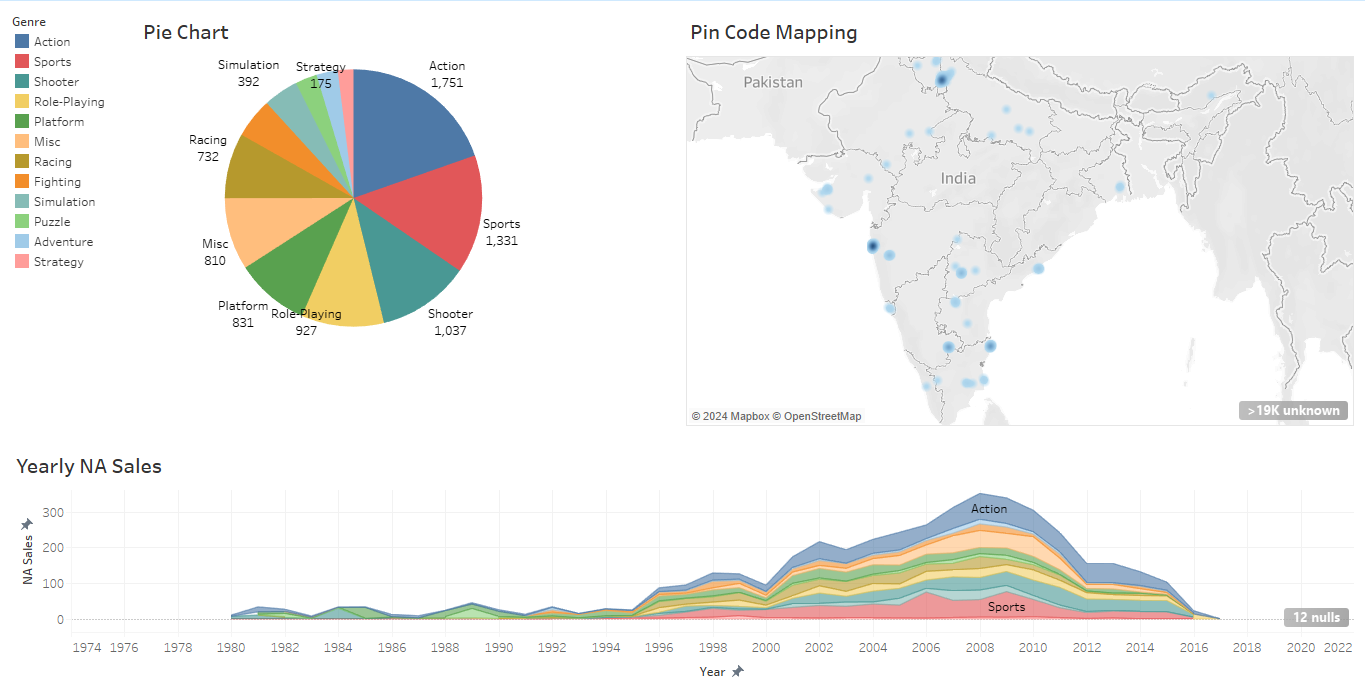 Genre
Action
Sports
Shooter
Role-Playing
Platform
Misc
Racing
Fighting
Simulation
Puzzle
Adventure
Strategy
Pie Chart
Simulation
392
Strategy
175
Action
1,751
Racing
732
Sports
1,331
Misc
810
Platform
831
Role-Playing
927
Shooter
1,037
Pin Code Mapping
Pakistan
India
© 2024 Mapbox © OpenStreetMap
>19K unknown
Yearly NA Sales
NA Sales
300
200
100
0
Action
Sports
12 nulls
1974 1976 1978 1980 1982 1984 1986 1988 1990 1992 1994 1996 1998 2000 2002 2004 2006 2008 2010 2012 2014 2016 2018 2020 2022
Year